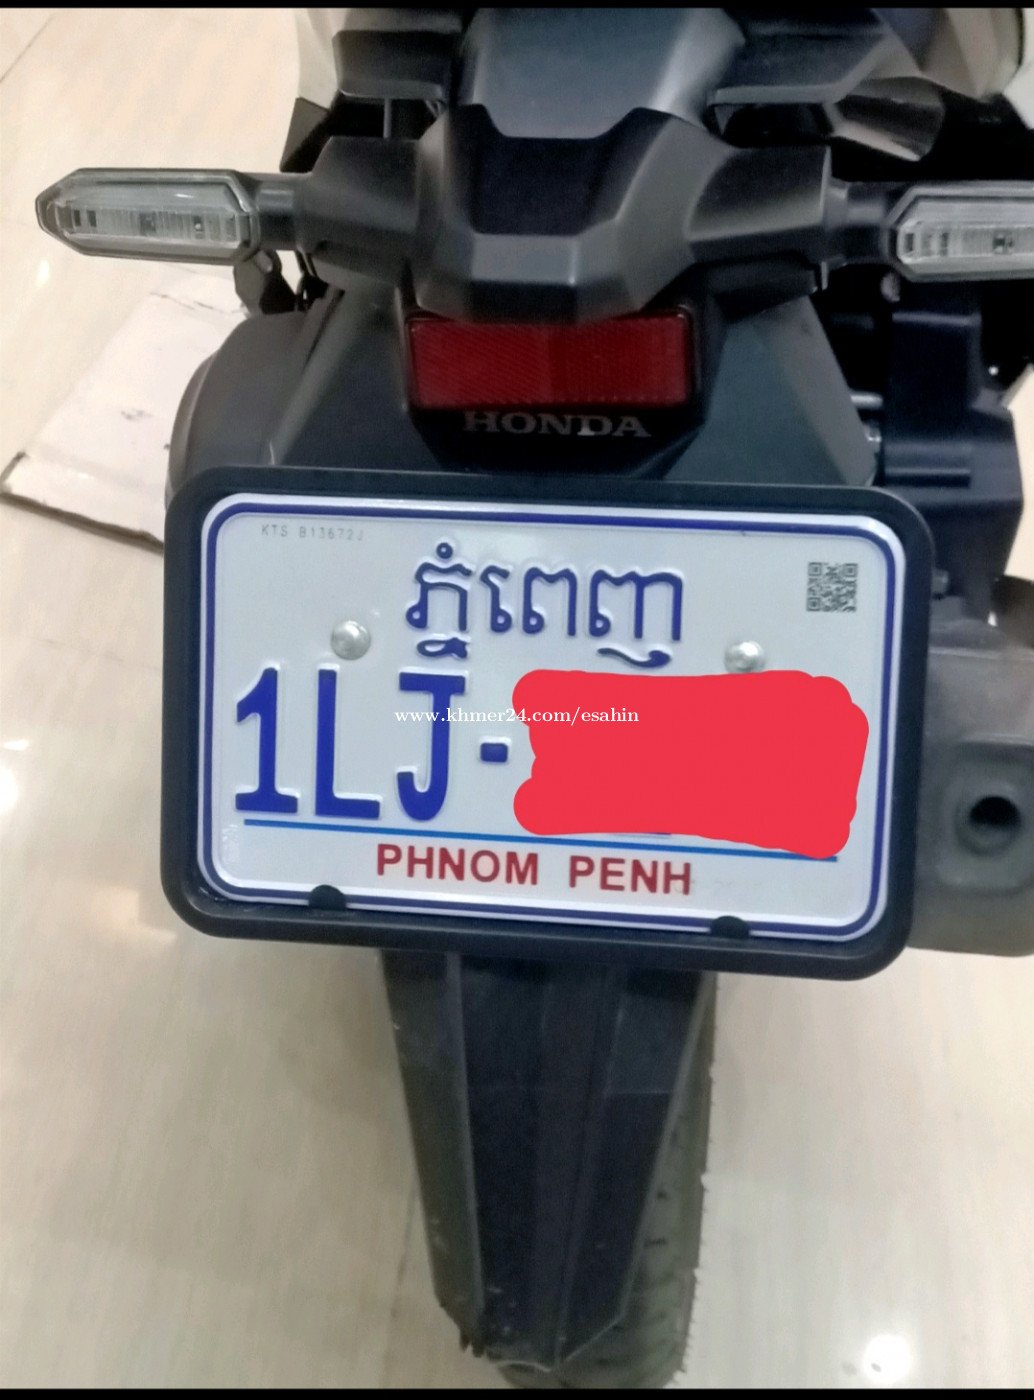 HONDA
KTS B13672J
ភ្នំពេញ
1LJ-
www.khmer24.com/esahin
PHNOM PENH